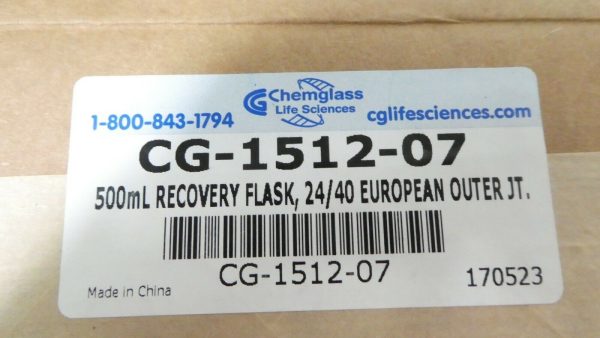 Chemglass
Life Sciences
1-800-843-1794
cglifesciences.com
CG-1512-07
500mL RECOVERY FLASK, 24/40 EUROPEAN OUTER JT.
CG-1512-07
Made in China
170523